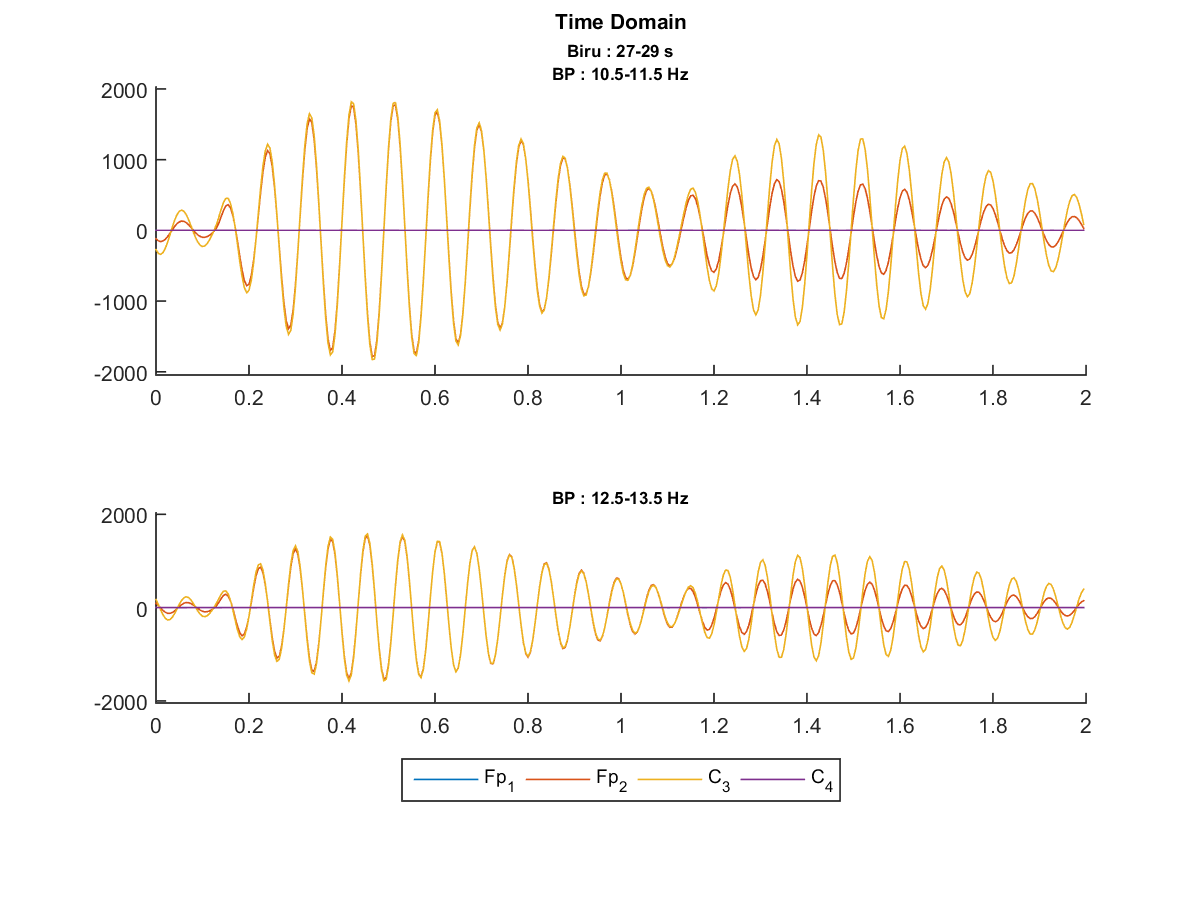 Time Domain
Biru : 27-29 s
BP : 10.5-11.5 Hz
2000
1000
0
-1000
-2000
0 0.2 0.4 0.6 0.8 1 1.2 1.4 1.6 1.8 2
BP : 12.5-13.5 Hz
2000
0
-2000
0 0.2 0.4 0.6 0.8 1 1.2 1.4 1.6 1.8 2
Fp1 Fp2 C3 C4